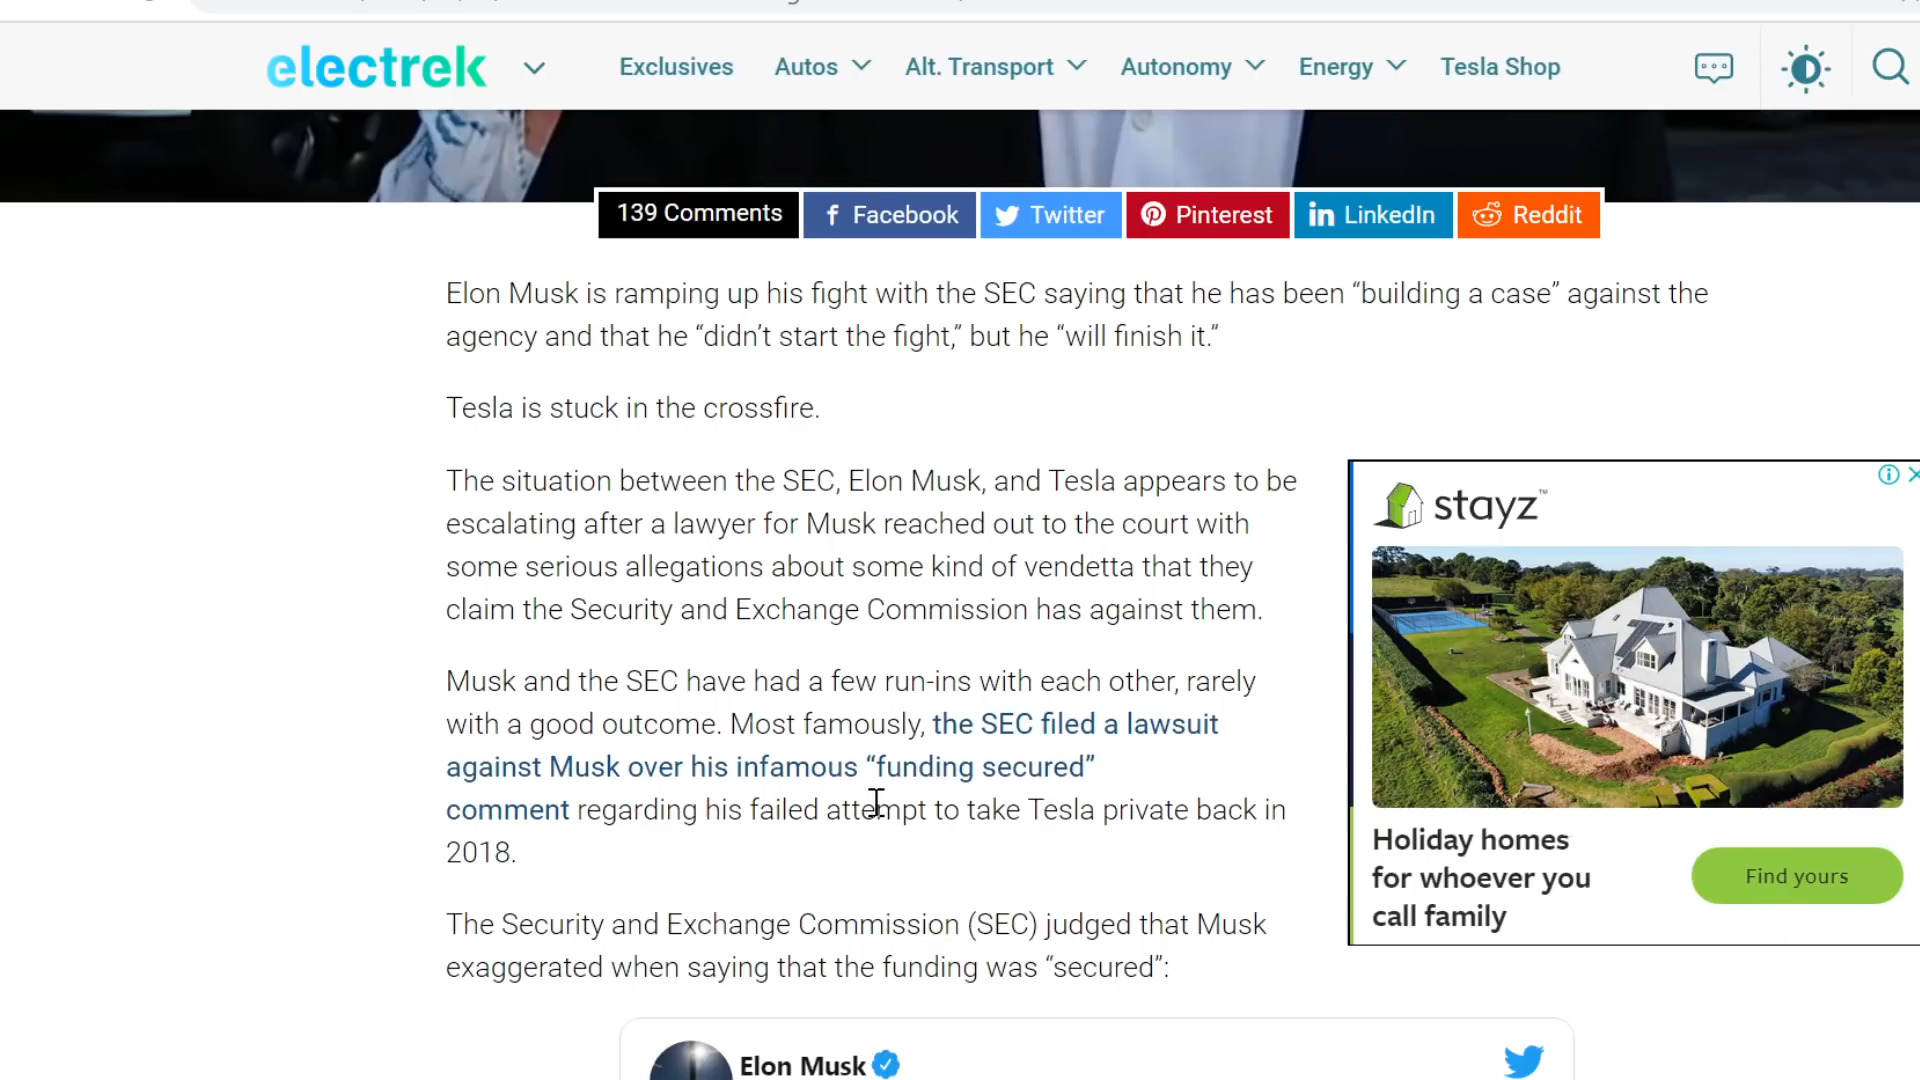 electrek
Exclusives Autos Alt. Transport Autonomy Energy Tesla Shop
139 Comments Facebook Twitter Pinterest LinkedIn Reddit
Elon Musk is ramping up his fight with the SEC saying that he has been “building a case” against the
agency and that he “didn’t start the fight,” but he “will finish it.”
Tesla is stuck in the crossfire.
The situation between the SEC, Elon Musk, and Tesla appears to be
escalating after a lawyer for Musk reached out to the court with
some serious allegations about some kind of vendetta that they
claim the Security and Exchange Commission has against them.
Musk and the SEC have had a few run-ins with each other, rarely
with a good outcome. Most famously, the SEC filed a lawsuit
against Musk over his infamous “funding secured”
comment regarding his failed attempt to take Tesla private back in
2018.
The Security and Exchange Commission (SEC) judged that Musk
exaggerated when saying that the funding was “secured”:
stayz™
Holiday homes
for whoever you
call family
Find yours
Elon Musk